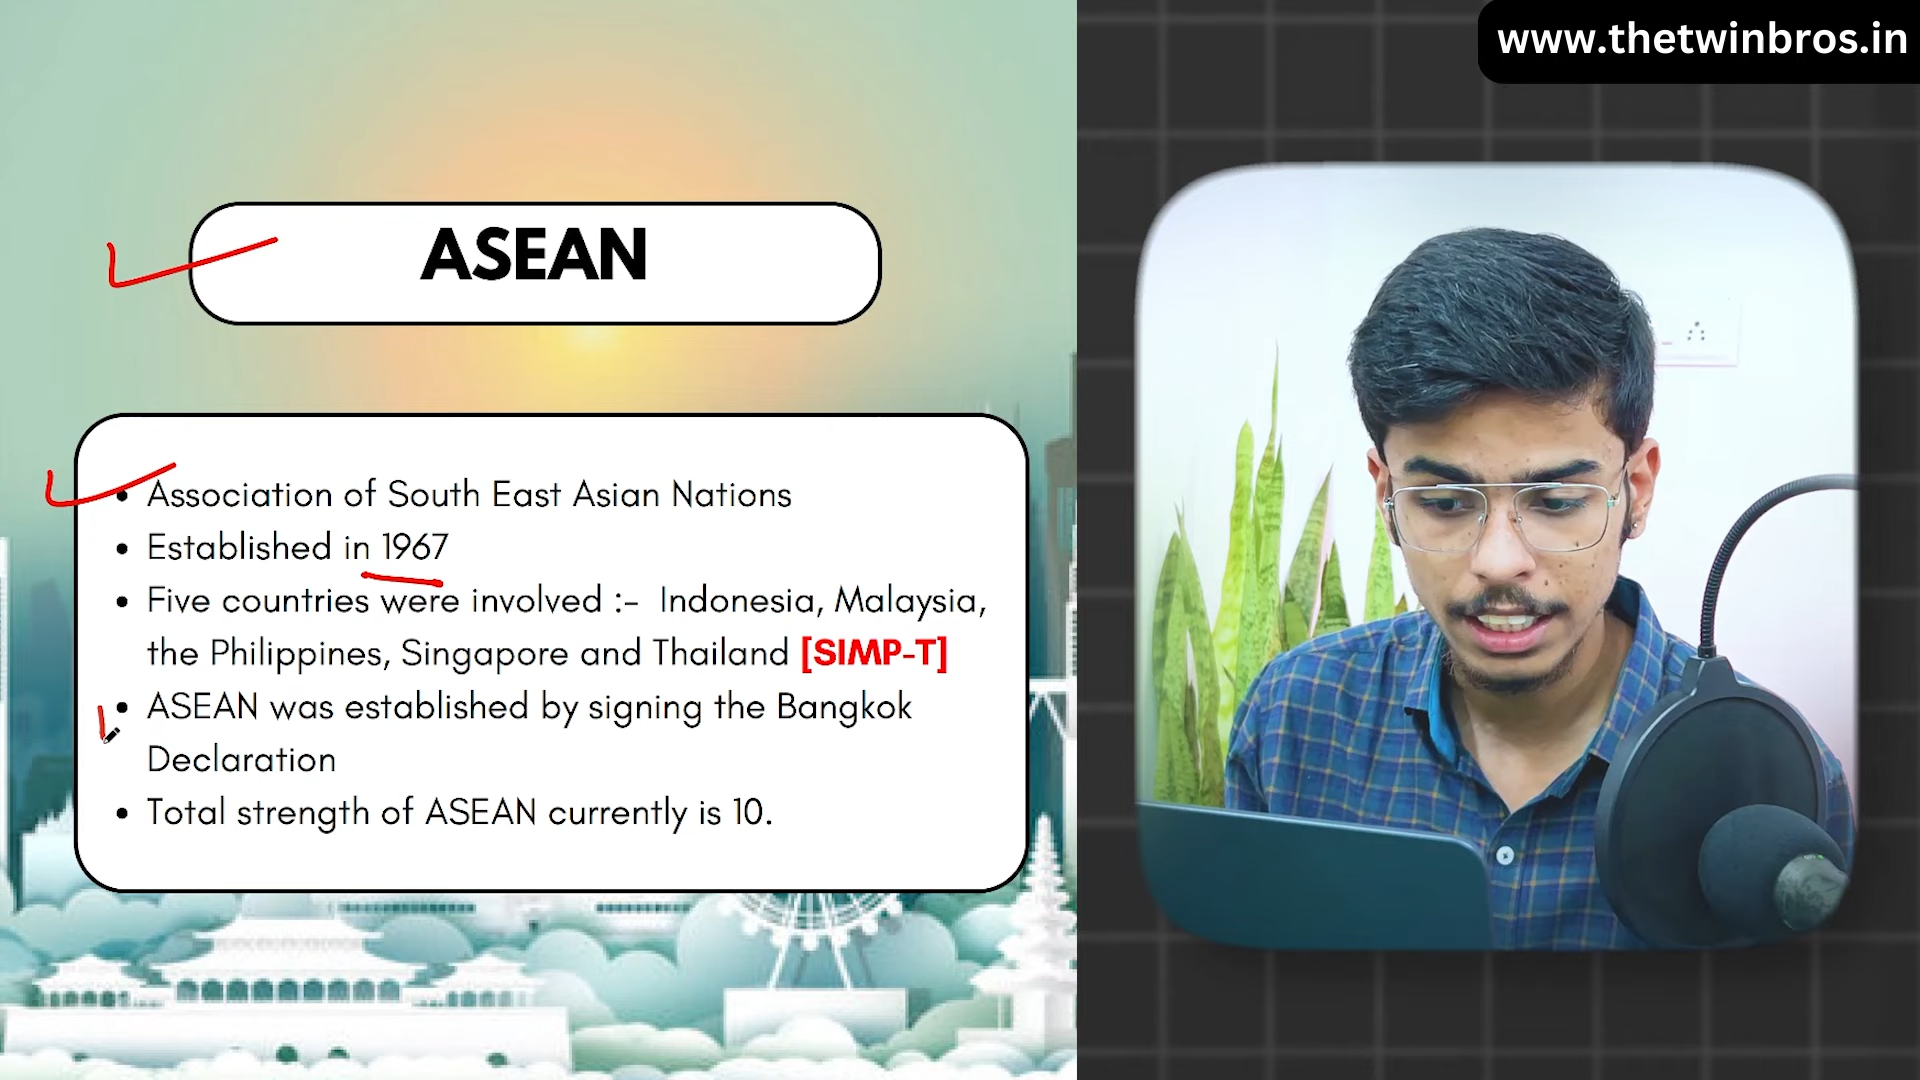 www.thetwinbros.in
ASEAN
• Association of South East Asian Nations
• Established in 1967
• Five countries were involved :- Indonesia, Malaysia,
the Philippines, Singapore and Thailand [SIMP-T]
• ASEAN was established by signing the Bangkok
Declaration
• Total strength of ASEAN currently is 10.